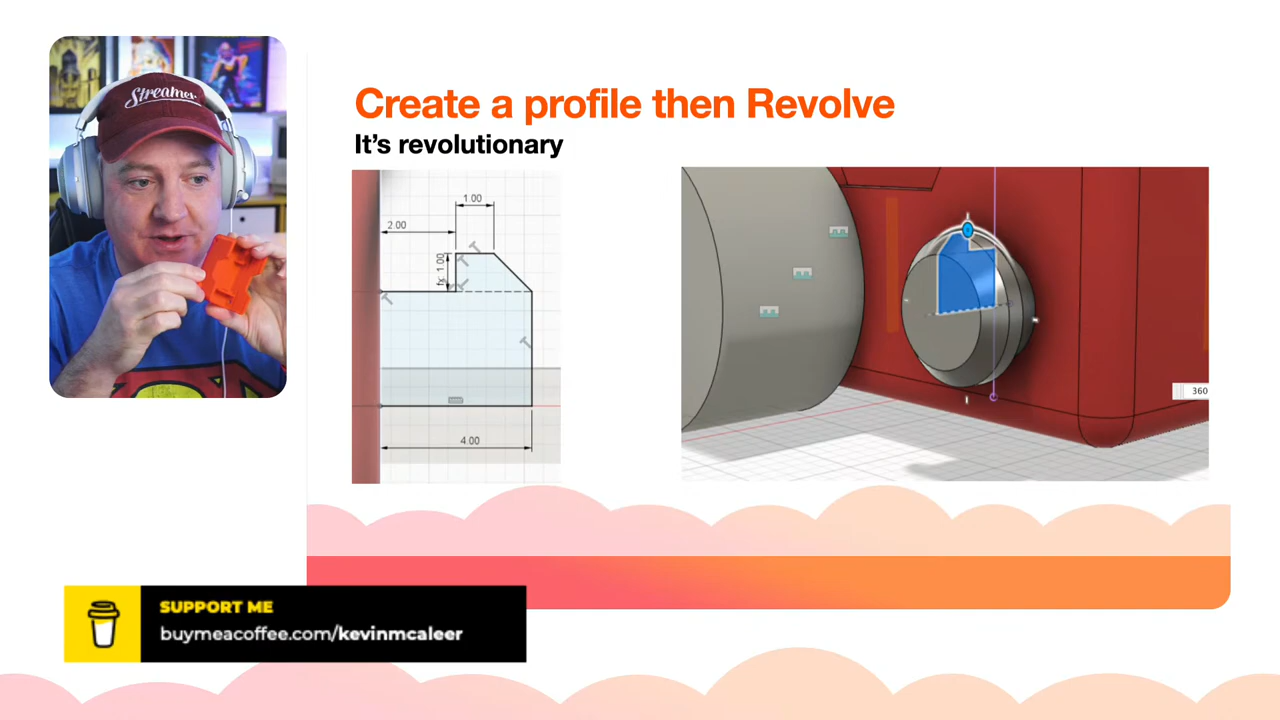 Streamer
Create a profile then Revolve
It's revolutionary
1.00
2.00
fx: 1.00
4.00
360
SUPPORT ME
buymeacoffee.com/kevinmcaleer